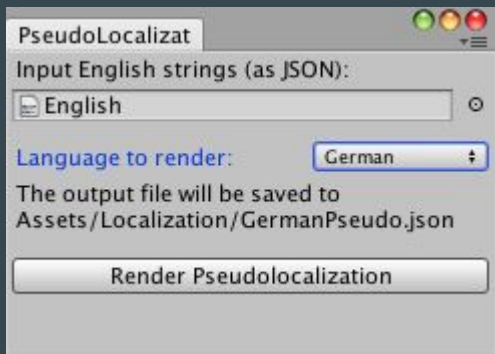 PseudoLocalizat
Input English strings (as JSON):
English
Language to render: German
The output file will be saved to
Assets/Localization/GermanPseudo.json
Render Pseudolocalization